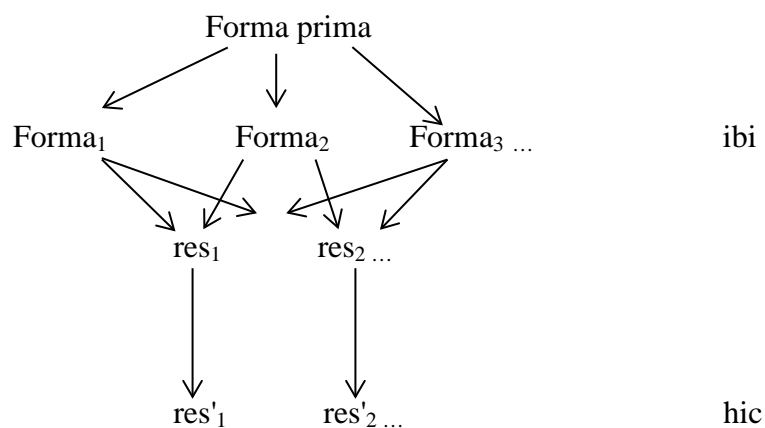 Forma prima
Forma₁ Forma₂ Forma₃ ... ibi
res₁ res₂ ...
res'₁ res'₂ ... hic